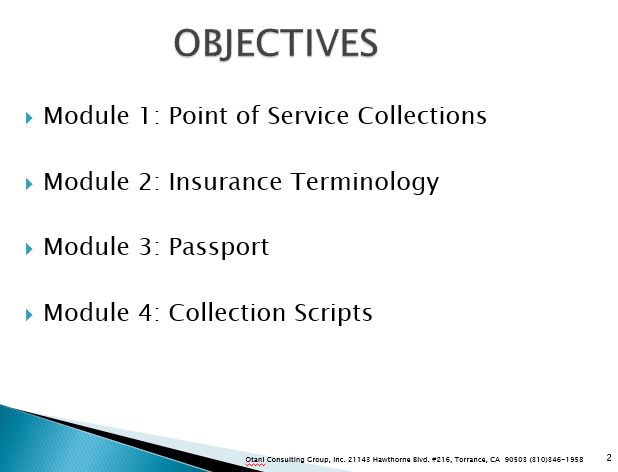 OBJECTIVES
Module 1: Point of Service Collections
Module 2: Insurance Terminology
Module 3: Passport
Module 4: Collection Scripts
Otani Consulting Group, Inc. 21143 Hawthorne Blvd. #216, Torrance, CA 90503 (310)346-1958
2